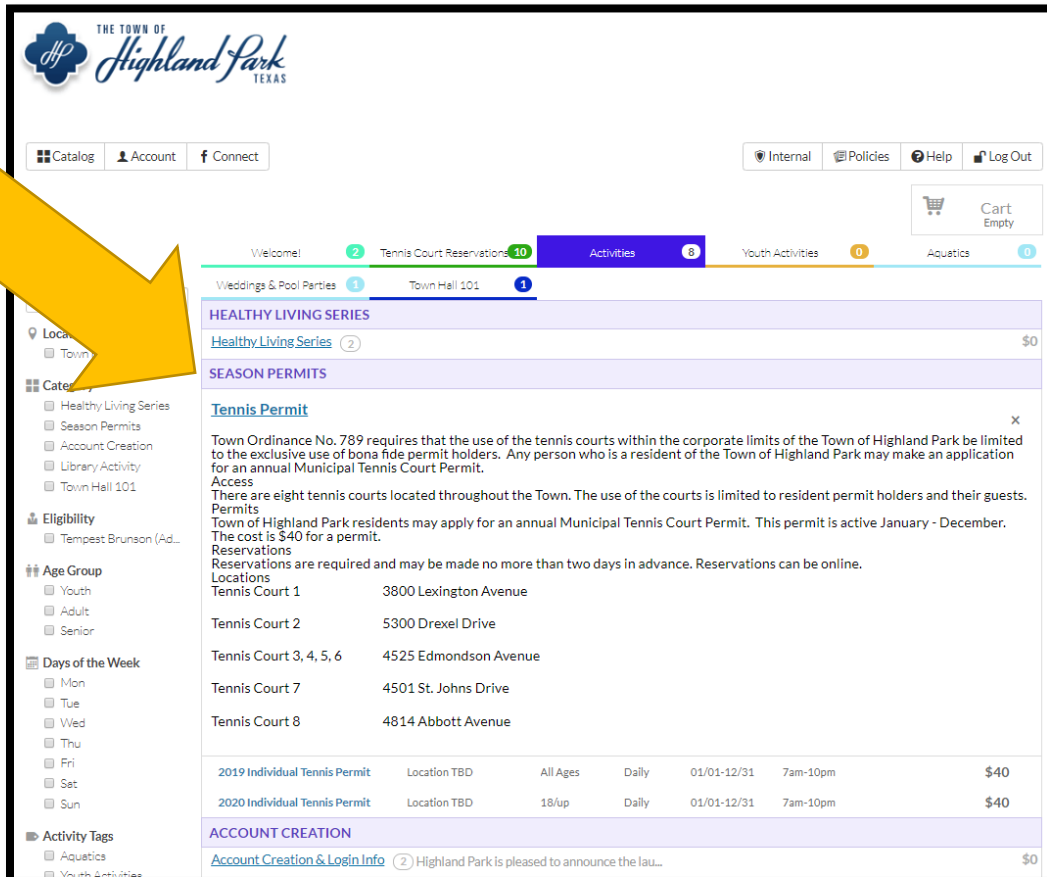 THE TOWN OF
HP Highland Park
TEXAS
Catalog Account Connect Internal Policies Help Log Out
Cart
Empty
Welcome! 2 Tennis Court Reservations 10 Activities 8 Youth Activities 0 Aquatics 0
Weddings & Pool Parties 1 Town Hall 101 1
HEALTHY LIVING SERIES
Healthy Living Series 2 $0
SEASON PERMITS
Tennis Permit
×
Town Ordinance No. 789 requires that the use of the tennis courts within the corporate limits of the Town of Highland Park be limited
to the exclusive use of bona fide permit holders. Any person who is a resident of the Town of Highland Park may make an application
for an annual Municipal Tennis Court Permit.
Access
There are eight tennis courts located throughout the Town. The use of the courts is limited to resident permit holders and their guests.
Permits
Town of Highland Park residents may apply for an annual Municipal Tennis Court Permit. This permit is active January - December.
The cost is $40 for a permit.
Reservations
Reservations are required and may be made no more than two days in advance. Reservations can be online.
Locations
Tennis Court 1 3800 Lexington Avenue
Tennis Court 2 5300 Drexel Drive
Tennis Court 3, 4, 5, 6 4525 Edmondson Avenue
Tennis Court 7 4501 St. Johns Drive
Tennis Court 8 4814 Abbott Avenue
2019 Individual Tennis Permit Location TBD All Ages Daily 01/01-12/31 7am-10pm $40
2020 Individual Tennis Permit Location TBD 18/up Daily 01/01-12/31 7am-10pm $40
ACCOUNT CREATION
Account Creation & Login Info 2 Highland Park is pleased to announce the lau... $0
Town
Healthy Living Series
Season Permits
Account Creation
Library Activity
Town Hall 101
Eligibility
Tempest Brunson (Ad...
Age Group
Youth
Adult
Senior
Days of the Week
Mon
Tue
Wed
Thu
Fri
Sat
Sun
Activity Tags
Aquatics
Youth Activities